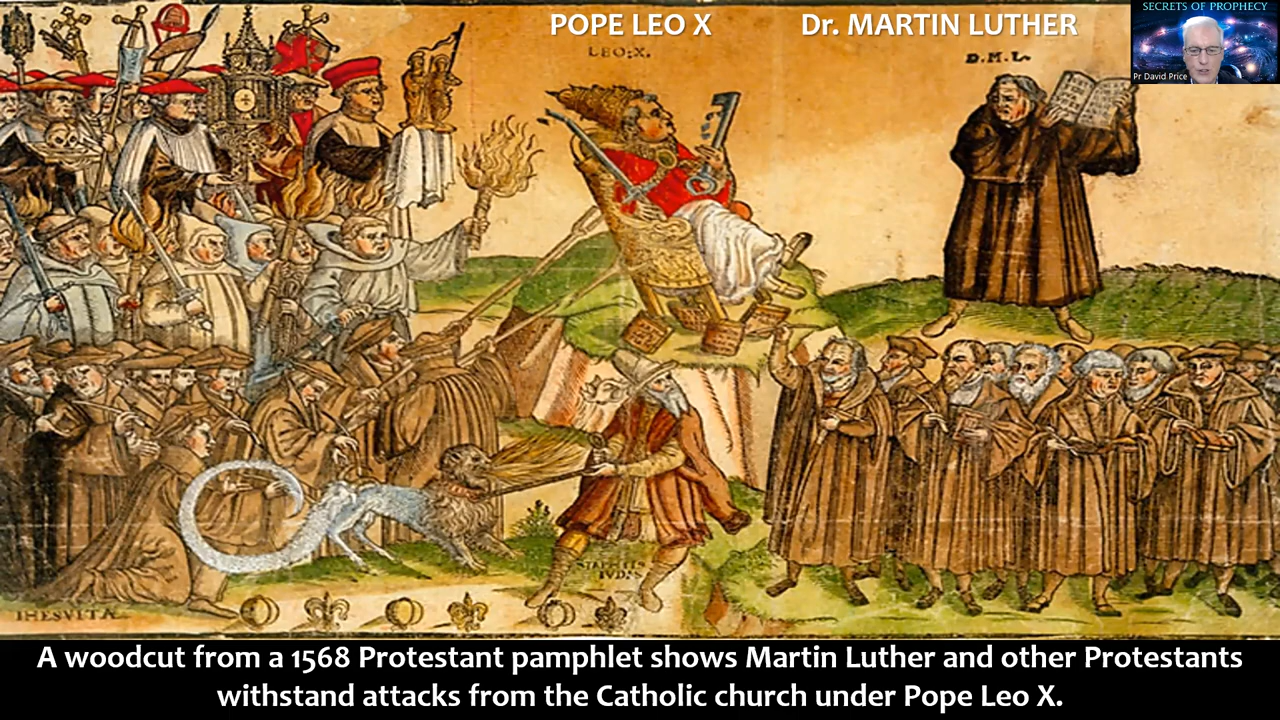 SECRETS OF PROPHECY
POPE LEO X
Dr. MARTIN LUTHER
LEO:X.
D.M.L.
Pr David Price
IHESVITÆ
A woodcut from a 1568 Protestant pamphlet shows Martin Luther and other Protestants
withstand attacks from the Catholic church under Pope Leo X.